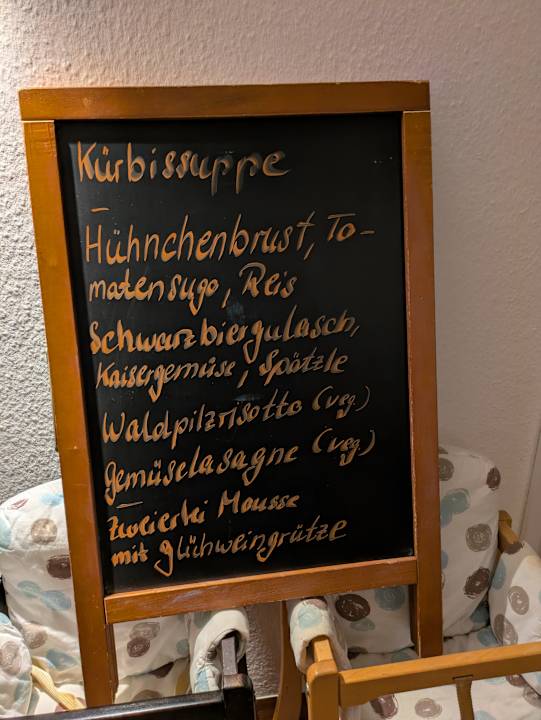 Kürbissuppe
–
Hühnchenbrust, To-
matensugo, Reis
Schwarzbiergulasch,
Kaisergemüse, Spätzle
Waldpilzrisotto (veg.)
Gemüselasagne (veg.)
–
Zweierlei Mousse
mit Glühweingrütze